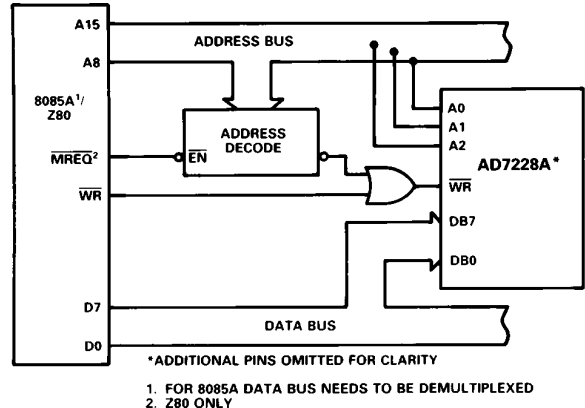 A15
ADDRESS BUS
A8
8085A¹/
Z80
ADDRESS
DECODE
A0
A1
A2
AD7228A*
MREQ²
EN
WR
WR
DB7
DB0
D7
DATA BUS
D0
*ADDITIONAL PINS OMITTED FOR CLARITY
1. FOR 8085A DATA BUS NEEDS TO BE DEMULTIPLEXED
2. Z80 ONLY